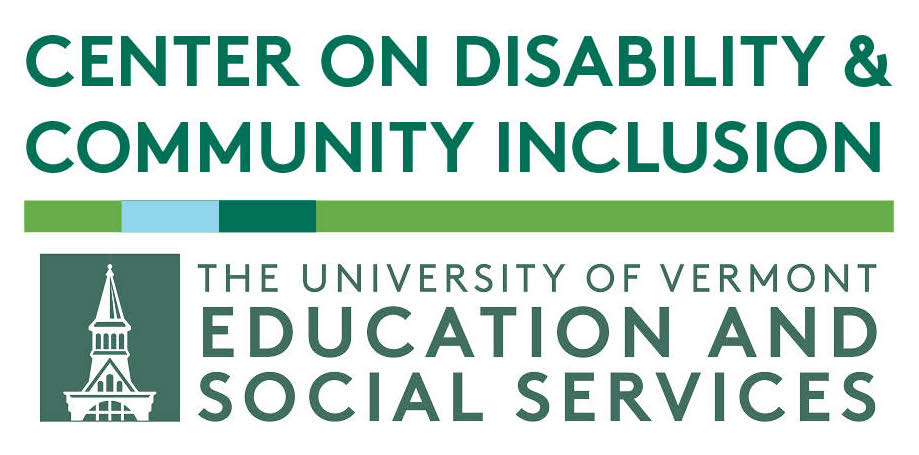 CENTER ON DISABILITY &
COMMUNITY INCLUSION
THE UNIVERSITY OF VERMONT
EDUCATION AND
SOCIAL SERVICES